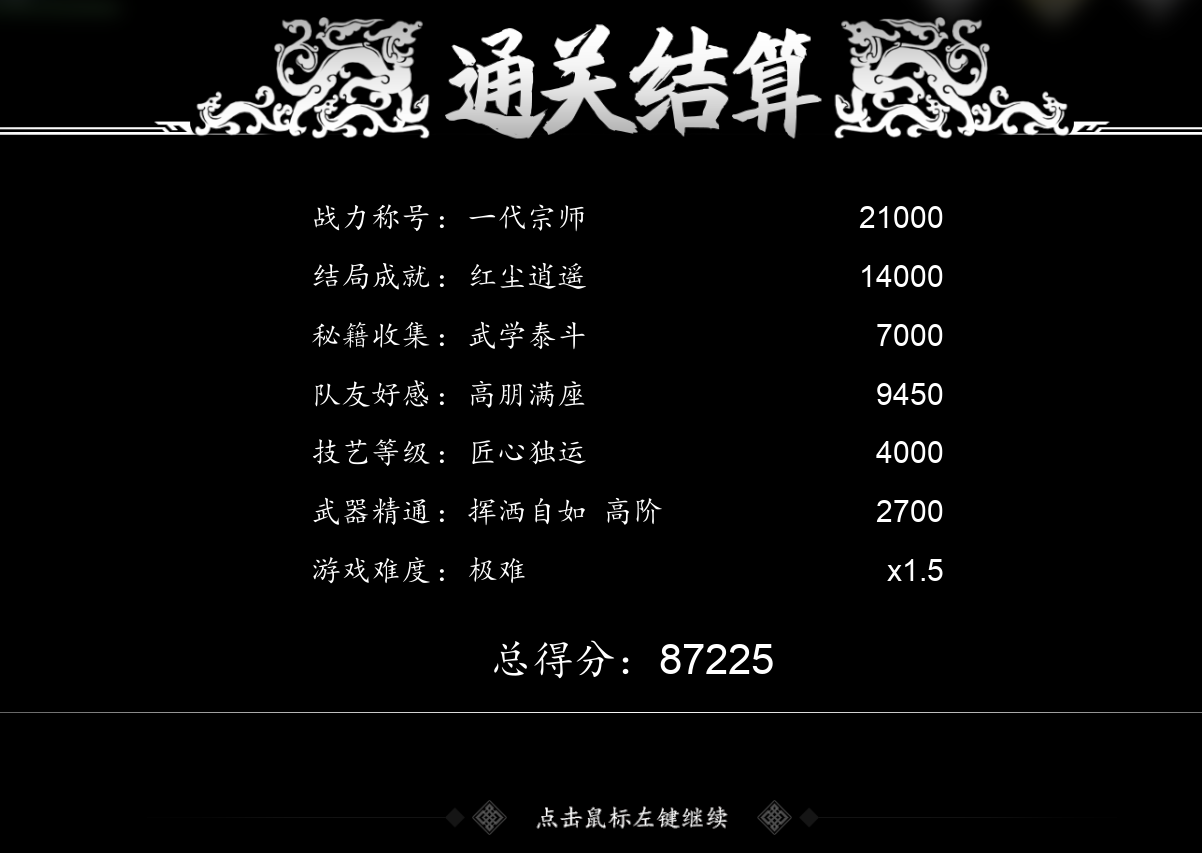 通关结算
战力称号：一代宗师 21000
结局成就：红尘逍遥 14000
秘籍收集：武学泰斗 7000
队友好感：高朋满座 9450
技艺等级：匠心独运 4000
武器精通：挥洒自如 高阶 2700
游戏难度：极难 x1.5
总得分：87225
点击鼠标左键继续